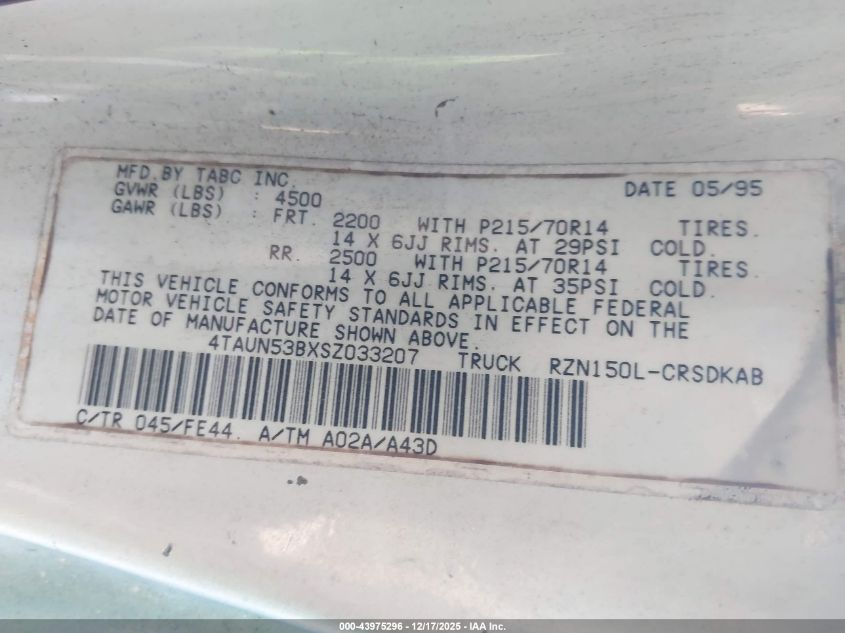 MFD.BY TABC INC. DATE 05/95
GVWR (LBS) : 4500
GAWR (LBS) : FRT. 2200 WITH P215/70R14 TIRES.
14 X 6JJ RIMS. AT 29PSI COLD.
RR. 2500 WITH P215/70R14 TIRES.
14 X 6JJ RIMS. AT 35PSI COLD.
THIS VEHICLE CONFORMS TO ALL APPLICABLE FEDERAL
MOTOR VEHICLE SAFETY STANDARDS IN EFFECT ON THE
DATE OF MANUFACTURE SHOWN ABOVE.
4TAUN53BXSZ033207 TRUCK RZN150L-CRSDKAB
C/TR 045/FE44. A/TM A02A/A43D
000-43975296 - 12/17/2025 - IAA Inc.